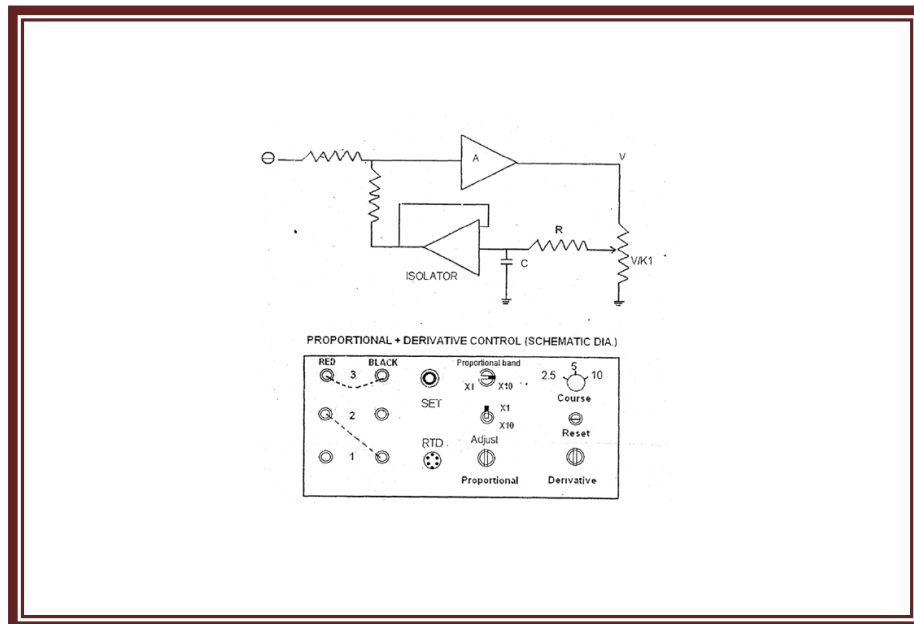 A
V
R
V/K1
C
ISOLATOR
PROPORTIONAL + DERIVATIVE CONTROL (SCHEMATIC DIA.)
RED BLACK Proportional band
3 X1 X10 2.5 5 10
SET Course
2 X1
X10 Reset
RTD Adjust
1
Proportional Derivative